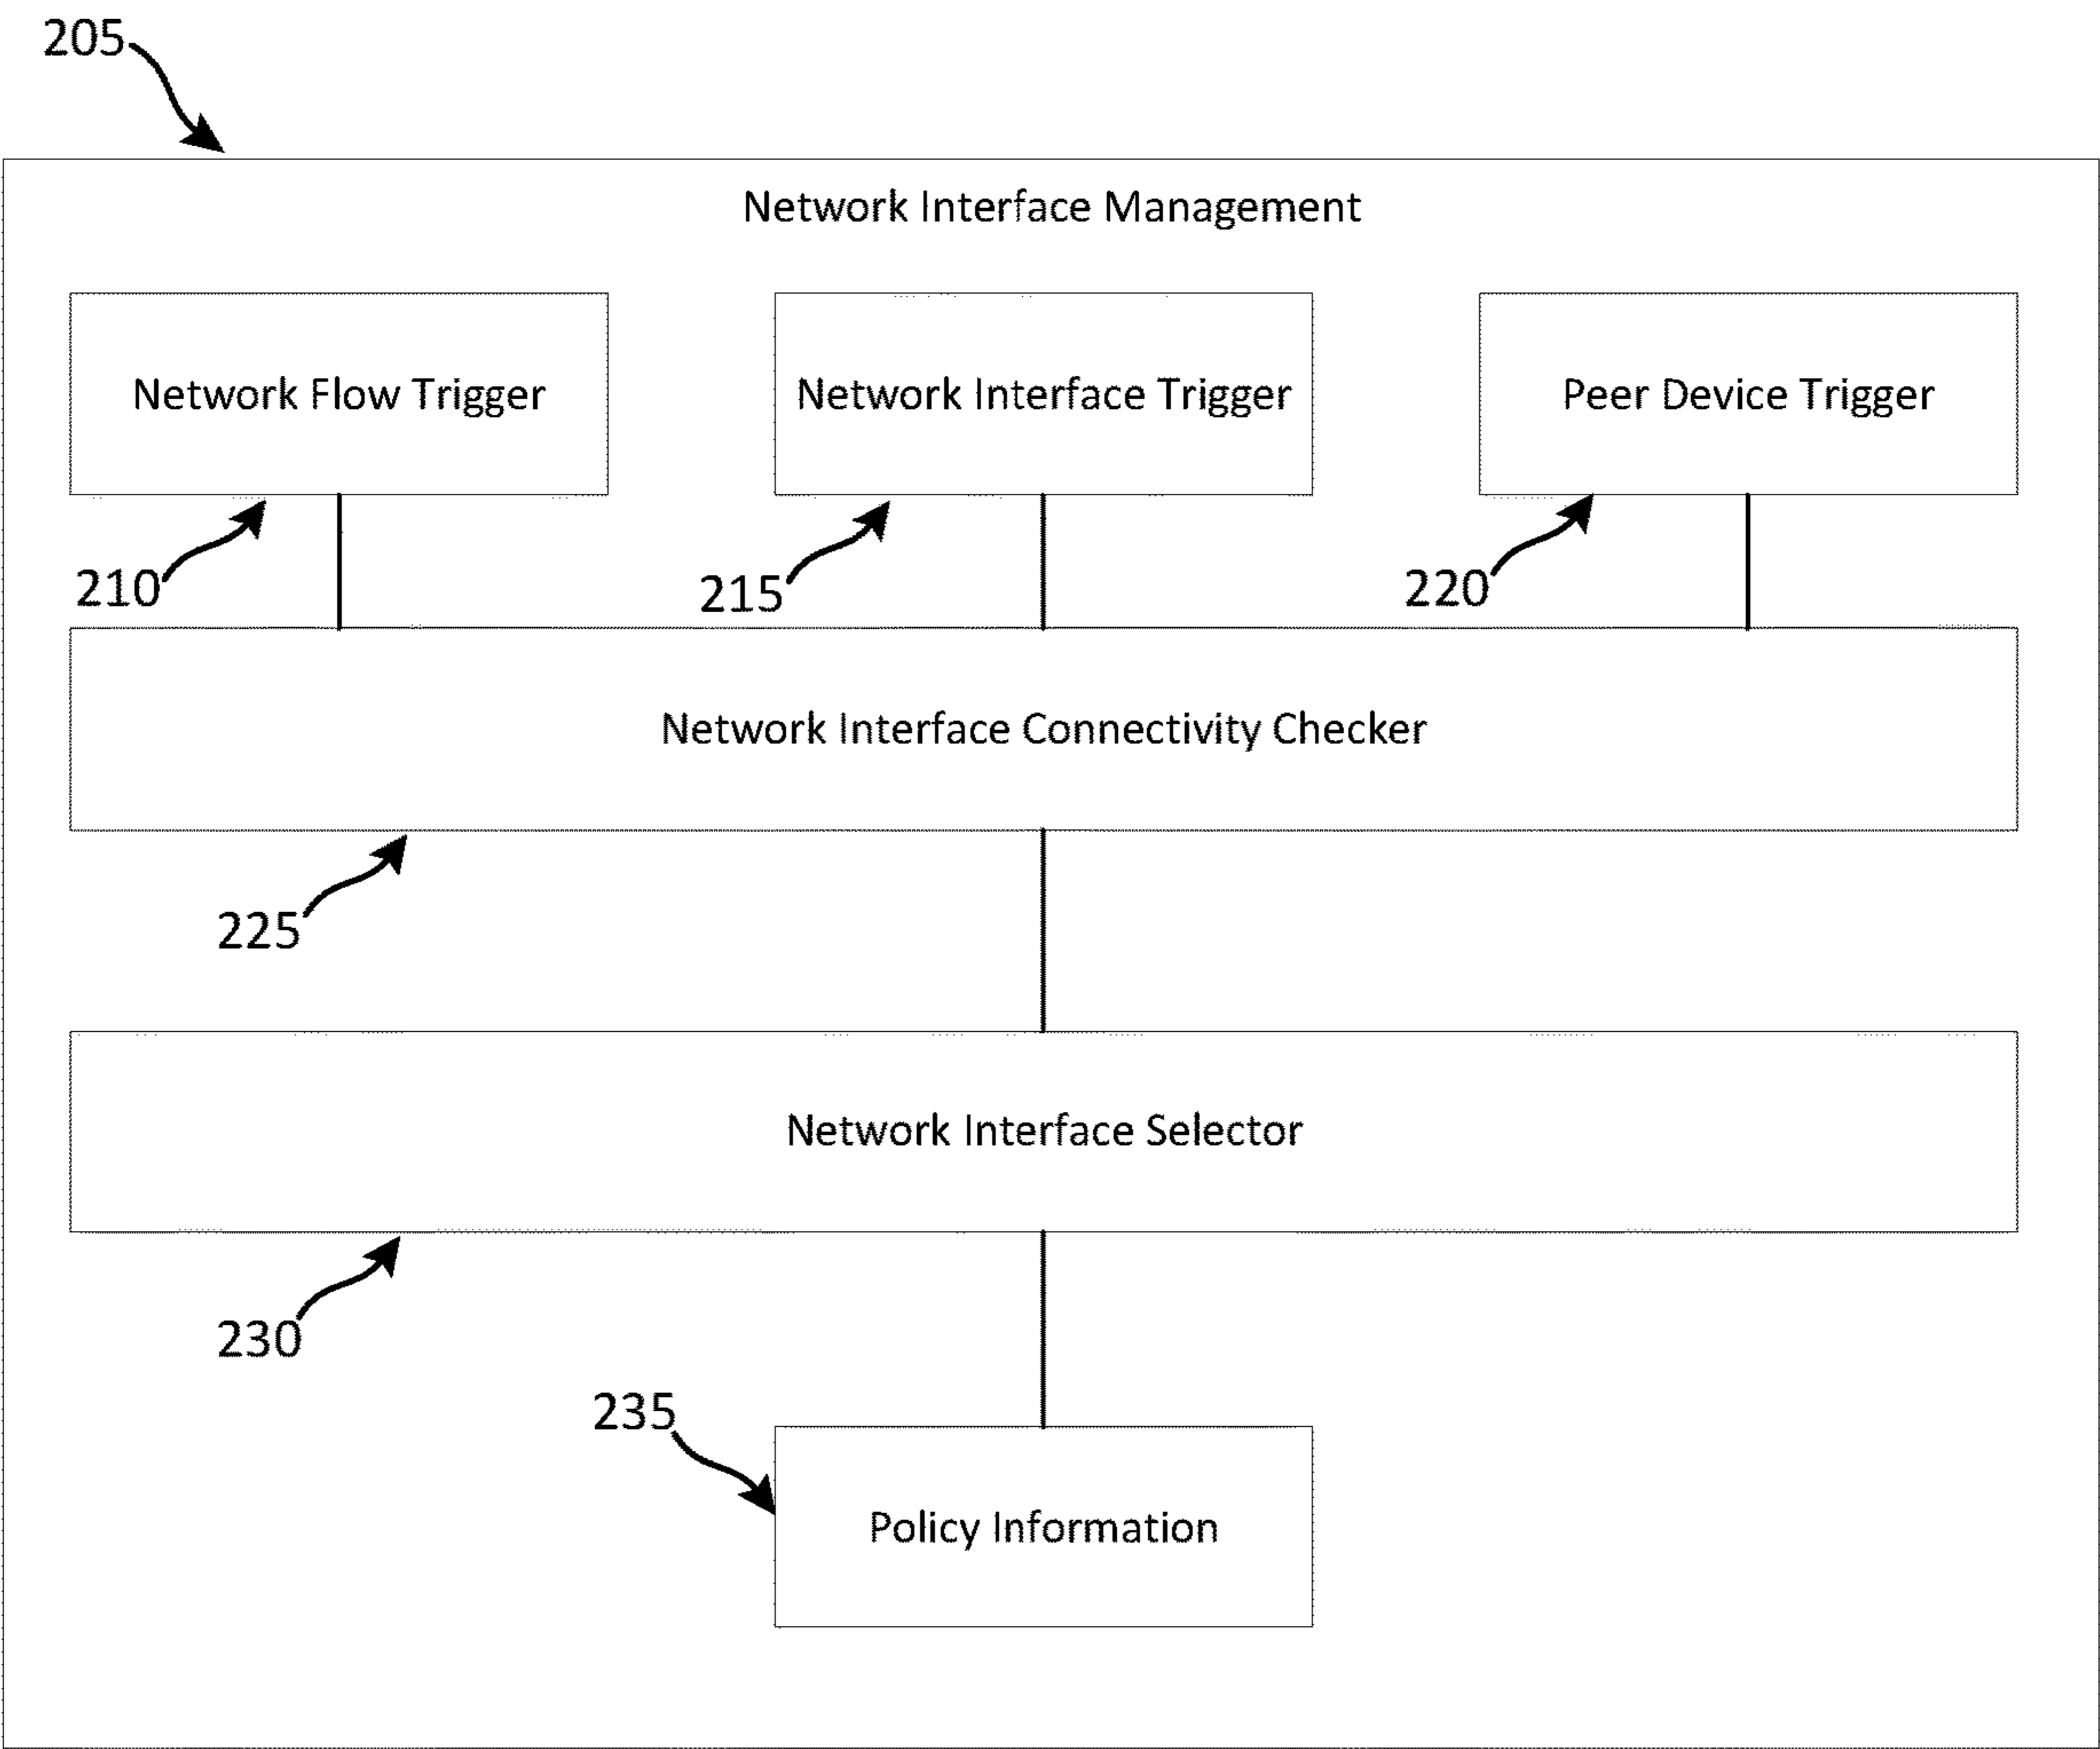 205
Network Interface Management
Network Flow Trigger
Network Interface Trigger
Peer Device Trigger
210
215
220
Network Interface Connectivity Checker
225
Network Interface Selector
230
235
Policy Information